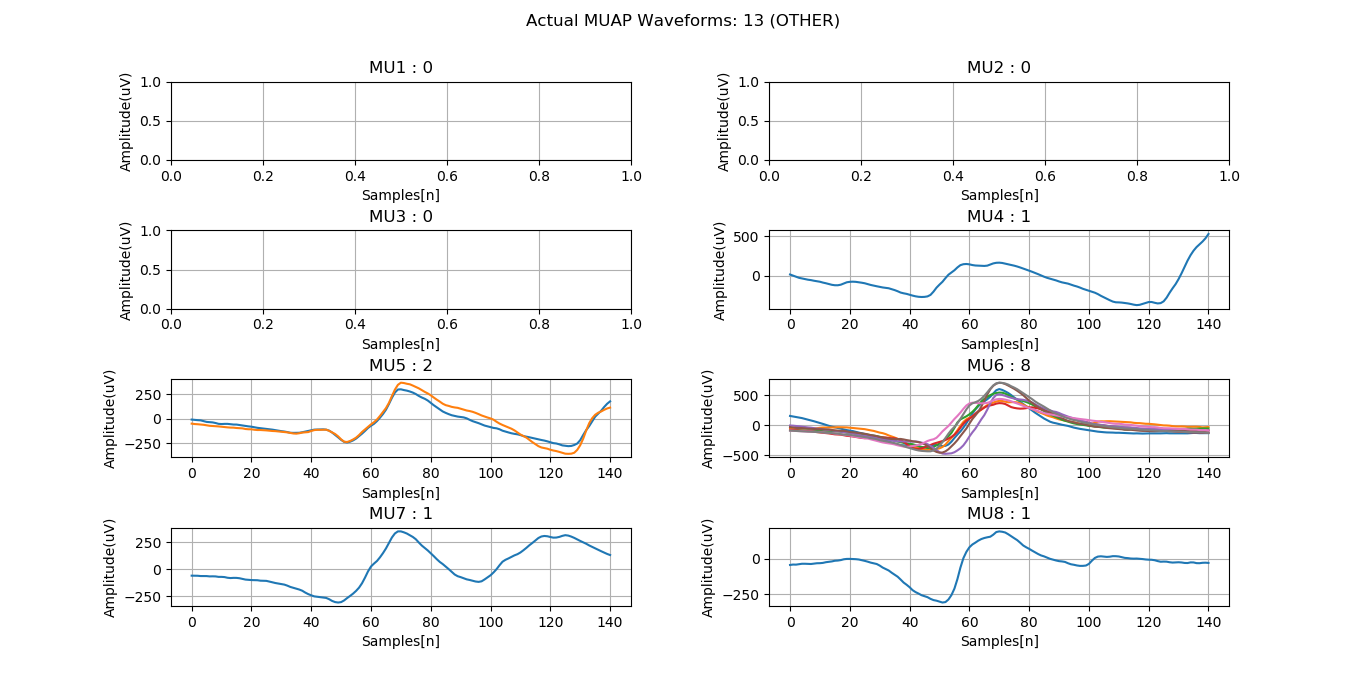 Actual MUAP Waveforms: 13 (OTHER)
MU1 : 0
Amplitude(uV)
1.0
0.5
0.0
0.0 0.2 0.4 0.6 0.8 1.0
Samples[n]
MU2 : 0
Amplitude(uV)
1.0
0.5
0.0
0.0 0.2 0.4 0.6 0.8 1.0
Samples[n]
MU3 : 0
Amplitude(uV)
1.0
0.5
0.0
0.0 0.2 0.4 0.6 0.8 1.0
Samples[n]
MU4 : 1
Amplitude(uV)
500
0
0 20 40 60 80 100 120 140
Samples[n]
MU5 : 2
Amplitude(uV)
250
0
−250
0 20 40 60 80 100 120 140
Samples[n]
MU6 : 8
Amplitude(uV)
500
0
−500
0 20 40 60 80 100 120 140
Samples[n]
MU7 : 1
Amplitude(uV)
250
0
−250
0 20 40 60 80 100 120 140
Samples[n]
MU8 : 1
Amplitude(uV)
0
−250
0 20 40 60 80 100 120 140
Samples[n]